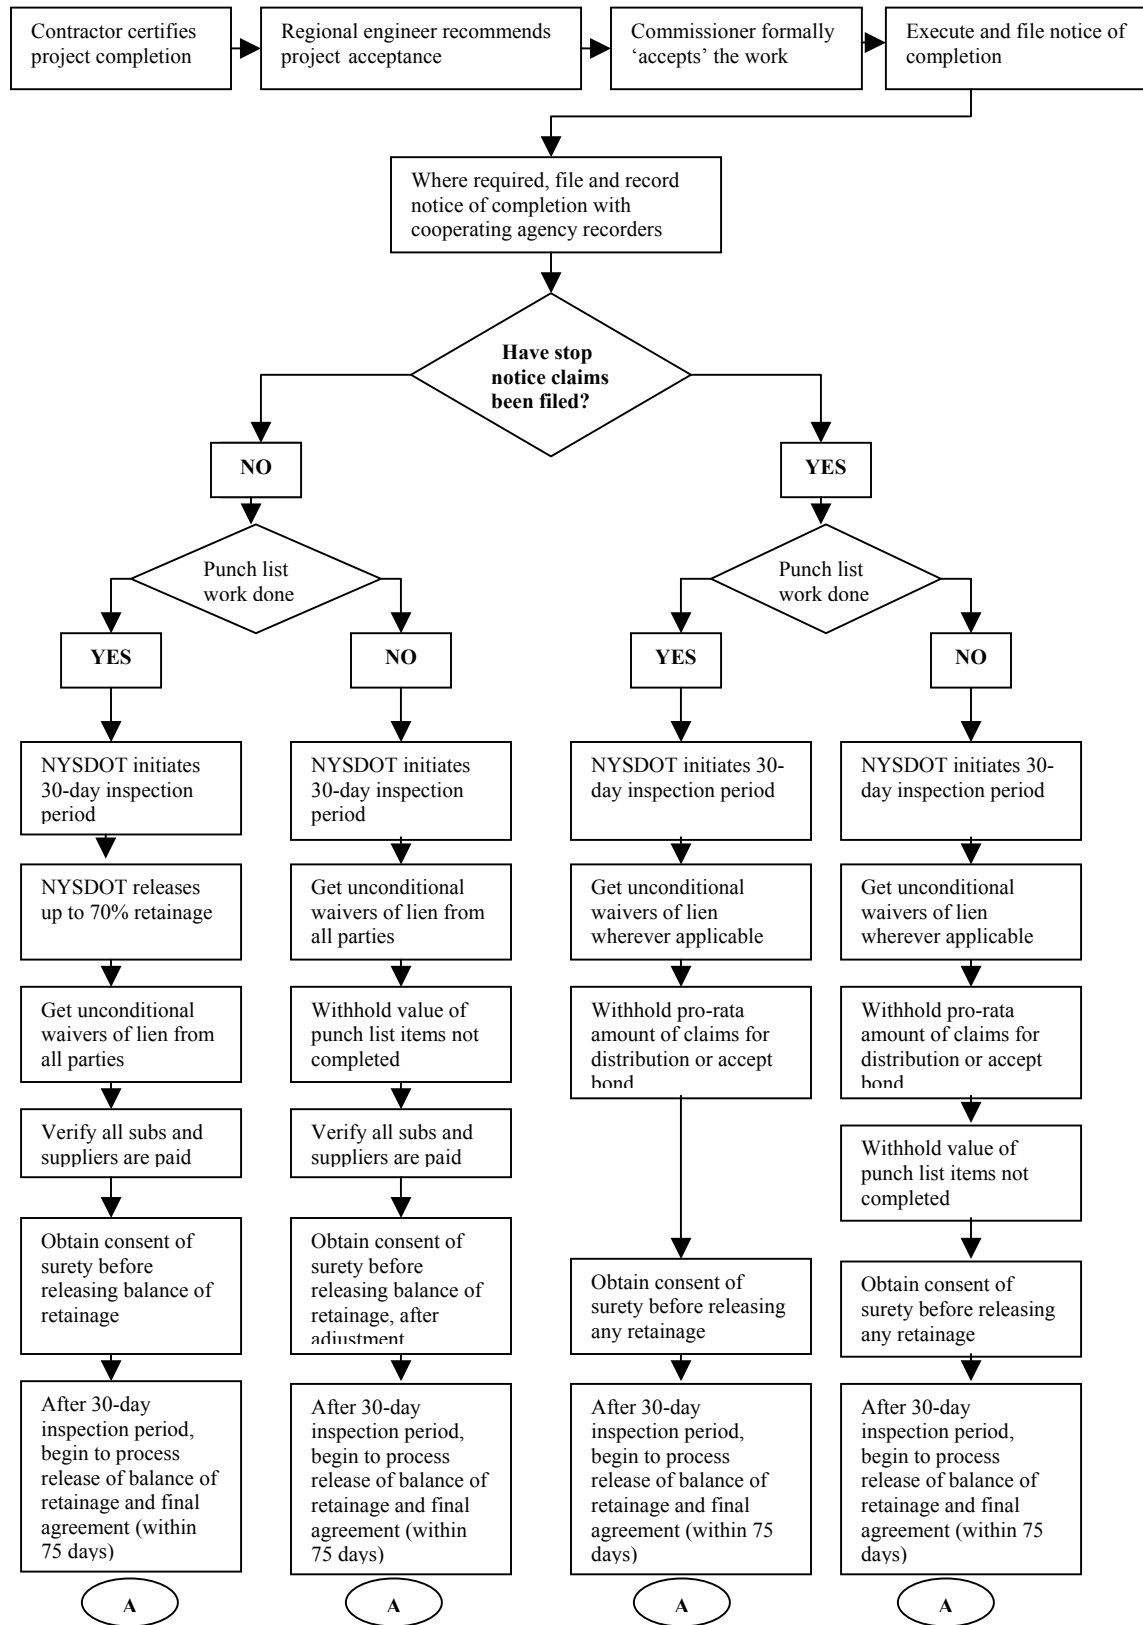 Contractor certifies
project completion
Regional engineer recommends
project acceptance
Commissioner formally
‘accepts’ the work
Execute and file notice of
completion
Where required, file and record
notice of completion with
cooperating agency recorders
Have stop
notice claims
been filed?
NO
YES
Punch list
work done
Punch list
work done
YES
NO
YES
NO
NYSDOT initiates
30-day inspection
period
NYSDOT initiates
30-day inspection
period
NYSDOT initiates 30-
day inspection period
NYSDOT initiates 30-
day inspection period
NYSDOT releases
up to 70% retainage
Get unconditional
waivers of lien from
all parties
Get unconditional
waivers of lien
wherever applicable
Get unconditional
waivers of lien
wherever applicable
Get unconditional
waivers of lien from
all parties
Withhold value of
punch list items not
completed
Withhold pro-rata
amount of claims for
distribution or accept
bond
Withhold pro-rata
amount of claims for
distribution or accept
bond
Verify all subs and
suppliers are paid
Verify all subs and
suppliers are paid
Withhold value of
punch list items not
completed
Obtain consent of
surety before
releasing balance of
retainage
Obtain consent of
surety before
releasing balance of
retainage, after
adjustment
Obtain consent of
surety before releasing
any retainage
Obtain consent of
surety before releasing
any retainage
After 30-day
inspection period,
begin to process
release of balance of
retainage and final
agreement (within
75 days)
After 30-day
inspection period,
begin to process
release of balance of
retainage and final
agreement (within 75
days)
After 30-day
inspection period,
begin to process
release of balance of
retainage and final
agreement (within 75
days)
After 30-day
inspection period,
begin to process
release of balance of
retainage and final
agreement (within 75
days)
A
A
A
A